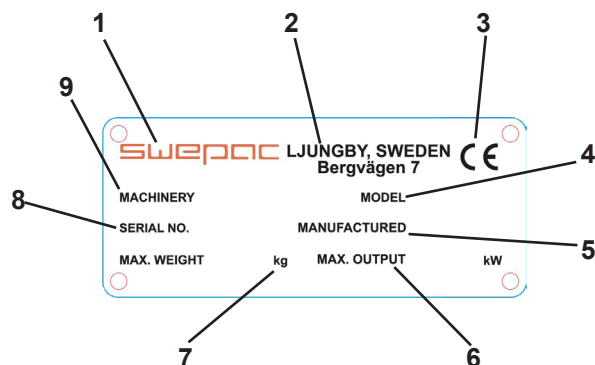 1 2 3
9
swepac LJUNGBY, SWEDEN CE
Bergvägen 7
4
MACHINERY MODEL
8
SERIAL NO. MANUFACTURED
5
MAX. WEIGHT kg MAX. OUTPUT kW
7 6